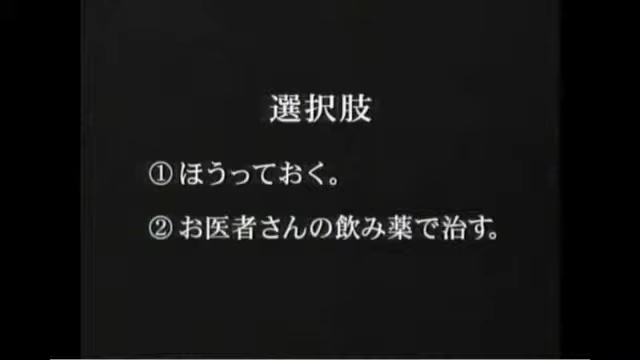 選択肢
①ほうっておく。
②お医者さんの飲み薬で治す。